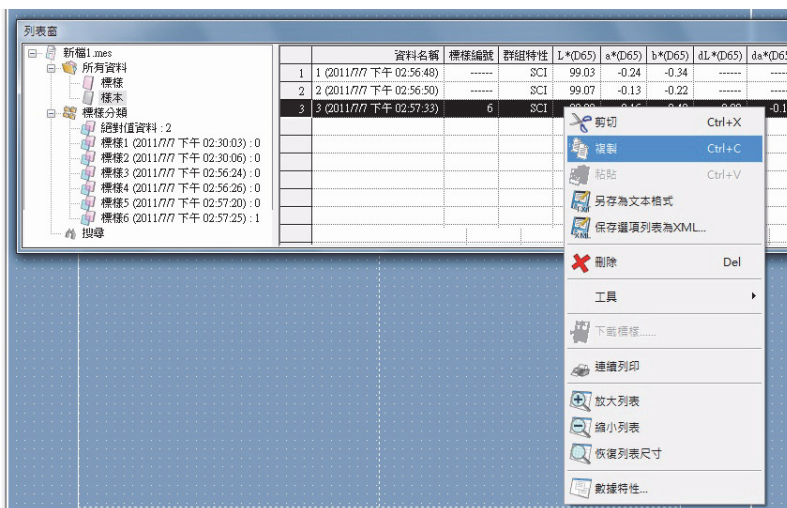 列表窗
新檔1.mes
所有資料
標樣
樣本
標樣分類
絕對值資料 : 2
標樣1 (2011/7/7 下午 02:30:03) : 0
標樣2 (2011/7/7 下午 02:30:06) : 0
標樣3 (2011/7/7 下午 02:56:24) : 0
標樣4 (2011/7/7 下午 02:56:26) : 0
標樣5 (2011/7/7 下午 02:57:20) : 0
標樣6 (2011/7/7 下午 02:57:25) : 1
搜尋
資料名稱 標樣編號 群組特性 L*(D65) a*(D65) b*(D65) dL*(D65) da*(D65
1 1 (2011/7/7 下午 02:56:48) ------ SCI 99.03 -0.24 -0.34 ------ ------
2 2 (2011/7/7 下午 02:56:50) ------ SCI 99.07 -0.13 -0.22 ------ ------
3 3 (2011/7/7 下午 02:57:33) 6 SCI -0.1
剪切 Ctrl+X
複製 Ctrl+C
粘貼 Ctrl+V
另存為文本格式
保存選項列表為XML...
刪除 Del
工具
下載標樣......
連續列印
放大列表
縮小列表
恢復列表尺寸
數據特性...